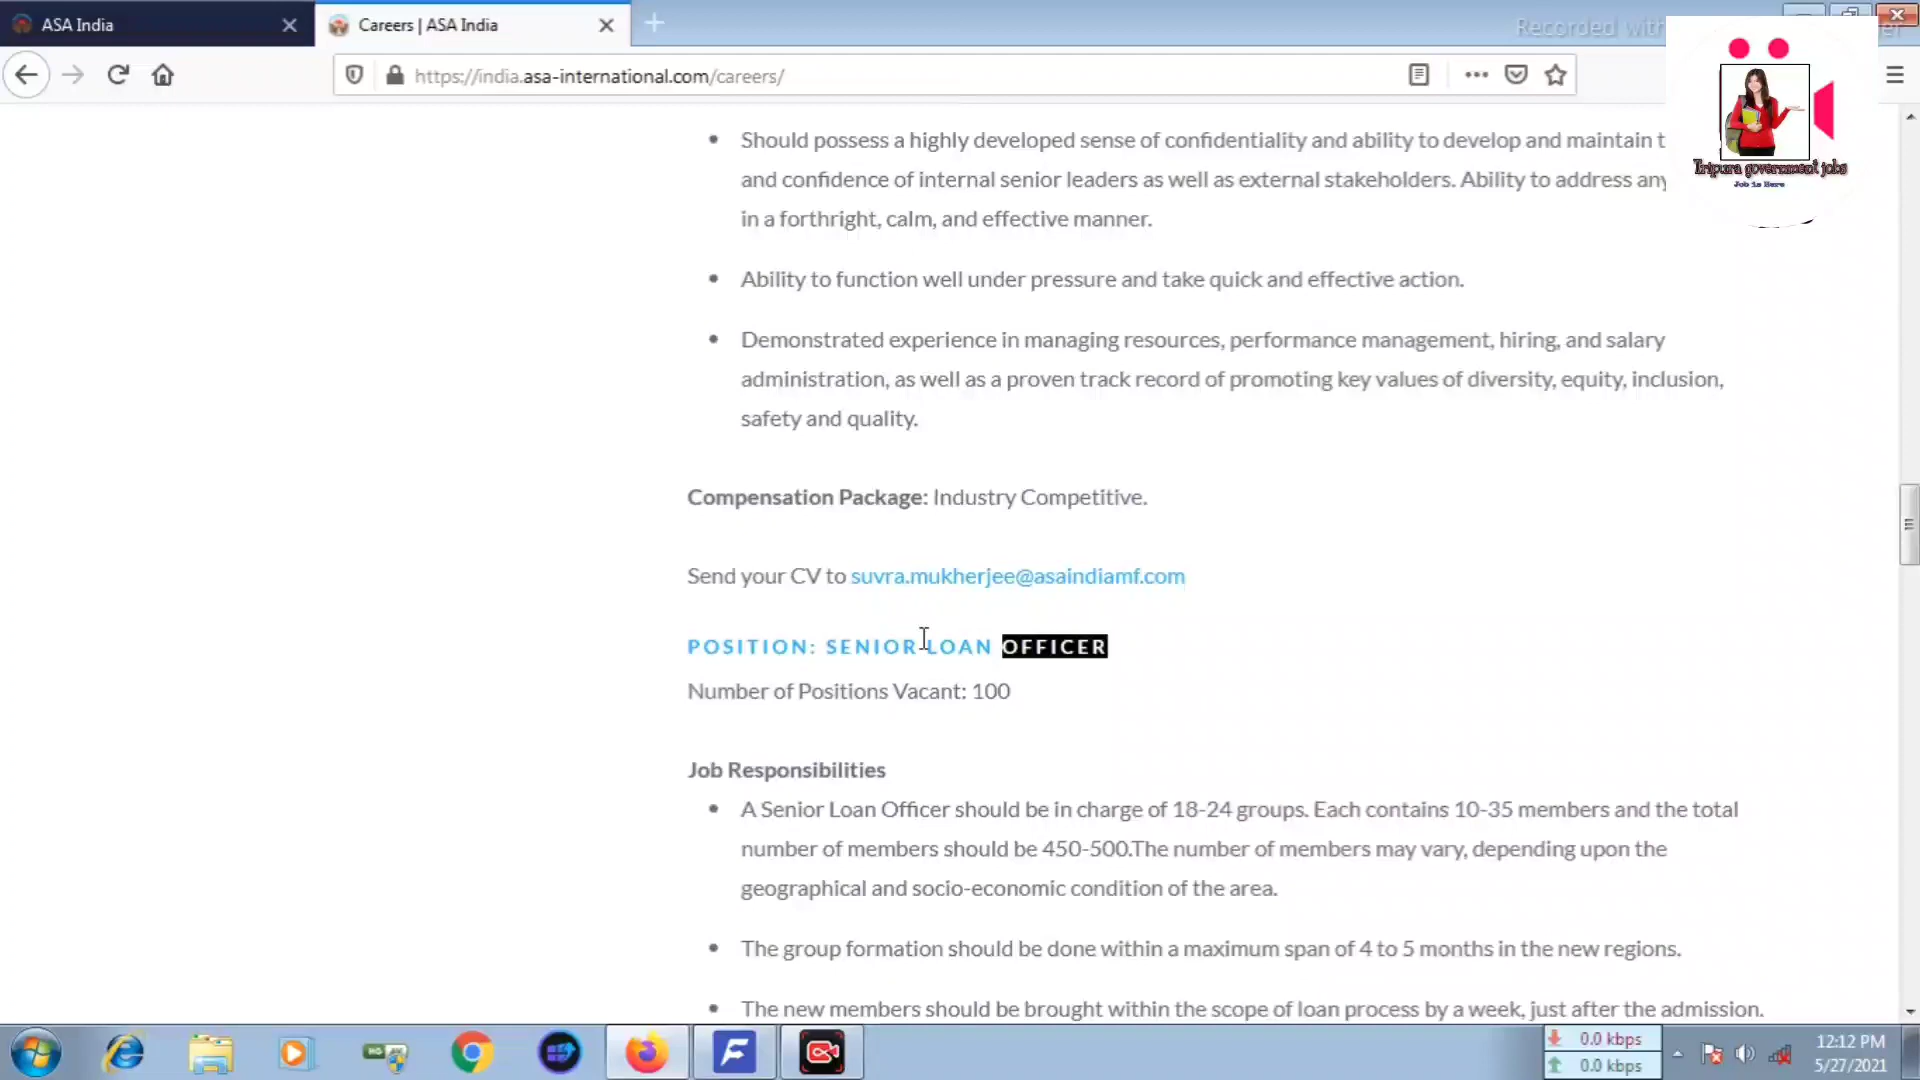 ASA India
Careers | ASA India
Recorded with
https://india.asa-international.com/careers/
Tripura government jobs
Job is Here
Should possess a highly developed sense of confidentiality and ability to develop and maintain t
and confidence of internal senior leaders as well as external stakeholders. Ability to address any
in a forthright, calm, and effective manner.
Ability to function well under pressure and take quick and effective action.
Demonstrated experience in managing resources, performance management, hiring, and salary
administration, as well as a proven track record of promoting key values of diversity, equity, inclusion,
safety and quality.
Compensation Package: Industry Competitive.
Send your CV to suvra.mukherjee@asaindiamf.com
POSITION: SENIOR LOAN OFFICER
Number of Positions Vacant: 100
Job Responsibilities
A Senior Loan Officer should be in charge of 18-24 groups. Each contains 10-35 members and the total
number of members should be 450-500.The number of members may vary, depending upon the
geographical and socio-economic condition of the area.
The group formation should be done within a maximum span of 4 to 5 months in the new regions.
The new members should be brought within the scope of loan process by a week, just after the admission.
0.0 kbps
0.0 kbps
12:12 PM
5/27/2021